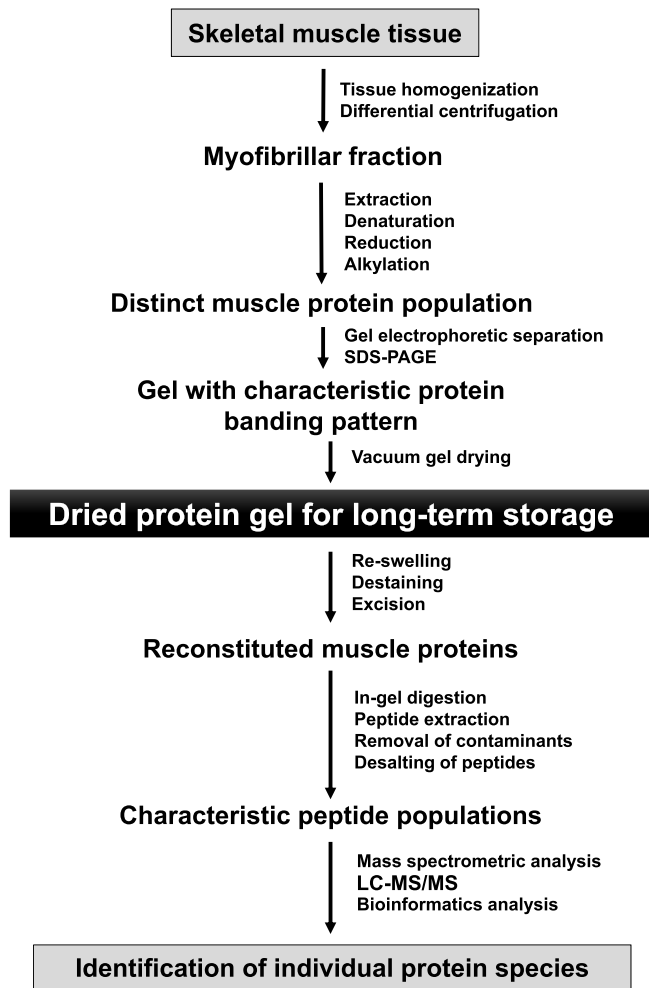 Skeletal muscle tissue
Tissue homogenization
Differential centrifugation
Myofibrillar fraction
Extraction
Denaturation
Reduction
Alkylation
Distinct muscle protein population
Gel electrophoretic separation
SDS-PAGE
Gel with characteristic protein
banding pattern
Vacuum gel drying
Dried protein gel for long-term storage
Re-swelling
Destaining
Excision
Reconstituted muscle proteins
In-gel digestion
Peptide extraction
Removal of contaminants
Desalting of peptides
Characteristic peptide populations
Mass spectrometric analysis
LC-MS/MS
Bioinformatics analysis
Identification of individual protein species